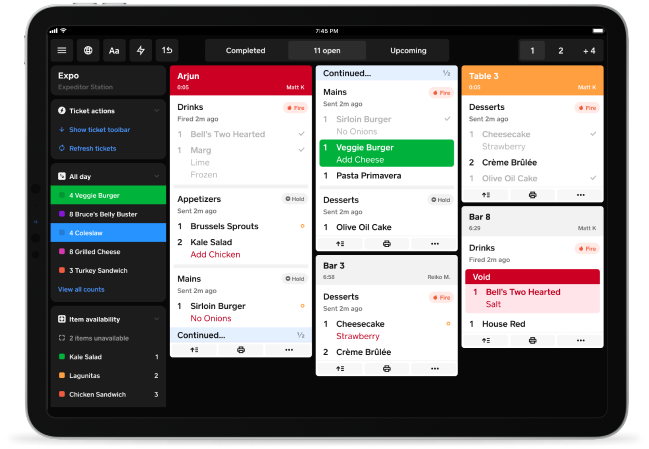 7:45 PM
Aa
Completed
11 open
Upcoming
1
2
+ 4
Expo
Expeditor Station
Ticket actions
Show ticket toolbar
Refresh tickets
All day
4 Veggie Burger
8 Bruce's Belly Buster
4 Coleslaw
8 Grilled Cheese
3 Turkey Sandwich
View all counts
Item availability
2 items unavailable
Kale Salad 1
Lagunitas 2
Chicken Sandwich 3
Arjun
0:05 Matt K
Drinks Fire
Fired 2m ago
1 Bell's Two Hearted
1 Marg
Lime
Frozen
Appetizers Hold
Sent 2m ago
1 Brussels Sprouts
2 Kale Salad
Add Chicken
Mains Hold
Sent 2m ago
1 Sirloin Burger
No Onions
Continued... ½
Continued... ½
Mains Fire
Sent 2m ago
1 Sirloin Burger
No Onions
1 Veggie Burger
Add Cheese
1 Pasta Primavera
Desserts Hold
Sent 2m ago
1 Olive Oil Cake
Bar 3
6:58 Reiko M.
Desserts Fire
Sent 2m ago
1 Cheesecake
Strawberry
2 Crème Brûlée
Table 3
0:05 Matt K
Desserts Fire
Sent 2m ago
1 Cheesecake
Strawberry
2 Crème Brûlée
1 Olive Oil Cake
Bar 8
6:29 Matt K
Drinks Fire
Fired 2m ago
Void
1 Bell's Two Hearted
Salt
1 House Red